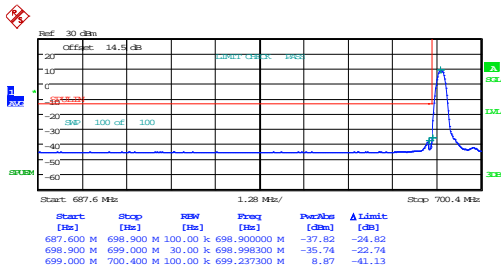 Ref 30 dBm
Offset 14.5 dB
LIMIT CHECK PASS
20
10
0
-10
-20
-30
-40
-50
-60
1
AVG
*
A
SGL
LVL
3DB
SWP 100 of 100
Start 687.6 MHz 1.28 MHz/ Stop 700.4 MHz
Start Stop RBW Freq PwrAbs Δ Limit
[Hz] [Hz] [Hz] [Hz] [dBm] [dB]
687.600 M 698.900 M 100.00 k 698.900000 M -37.82 -24.82
698.900 M 699.000 M 30.00 k 698.998300 M -35.74 -22.74
699.000 M 700.400 M 100.00 k 699.237300 M 8.87 -41.13